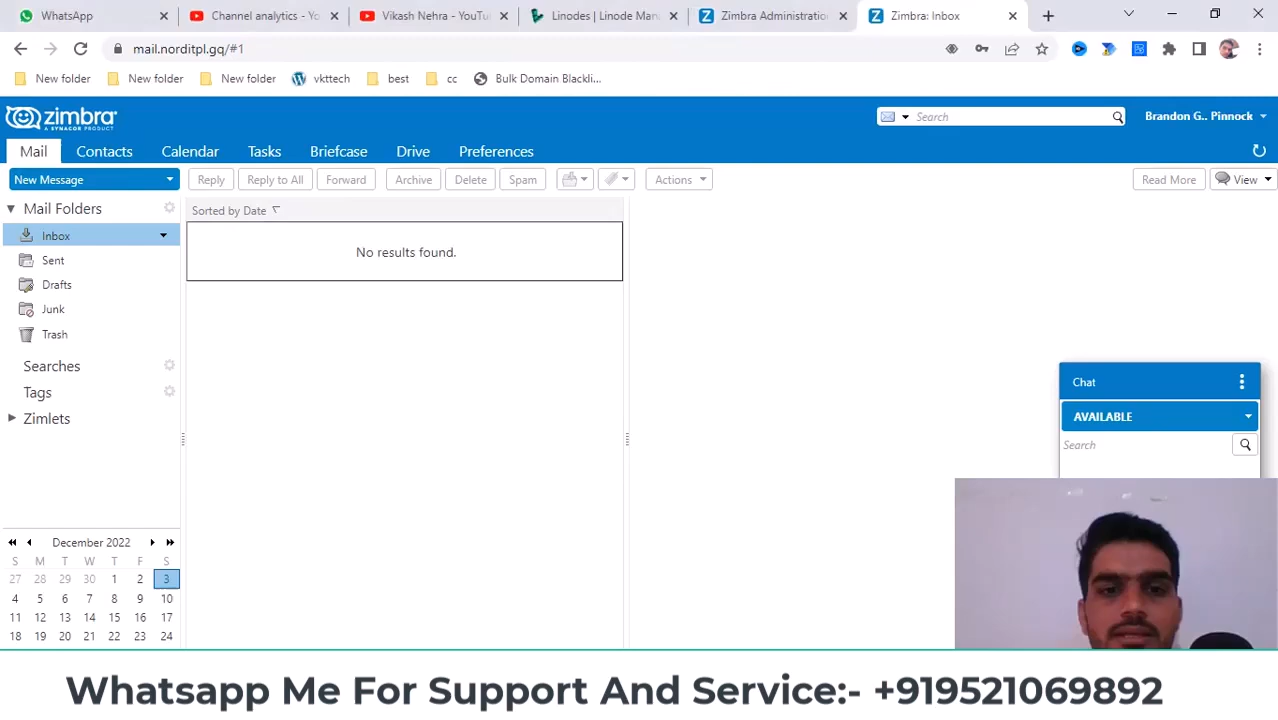 WhatsApp
Channel analytics - Yo
Vikash Nehra - YouTu
Linodes | Linode Man
Zimbra Administratio
Zimbra: Inbox
mail.norditpl.gq/#1
New folder
New folder
New folder
vkttech
best
cc
Bulk Domain Blackli...
zimbra
A SYNACOR PRODUCT
Search
Brandon G.. Pinnock
Mail
Contacts
Calendar
Tasks
Briefcase
Drive
Preferences
New Message
Reply
Reply to All
Forward
Archive
Delete
Spam
Actions
Read More
View
Mail Folders
Sorted by Date
Inbox
No results found.
Sent
Drafts
Junk
Trash
Searches
Tags
Zimlets
Chat
AVAILABLE
Search
December 2022
S M T W T F S
27 28 29 30 1 2 3
4 5 6 7 8 9 10
11 12 13 14 15 16 17
18 19 20 21 22 23 24
Whatsapp Me For Support And Service:- +919521069892